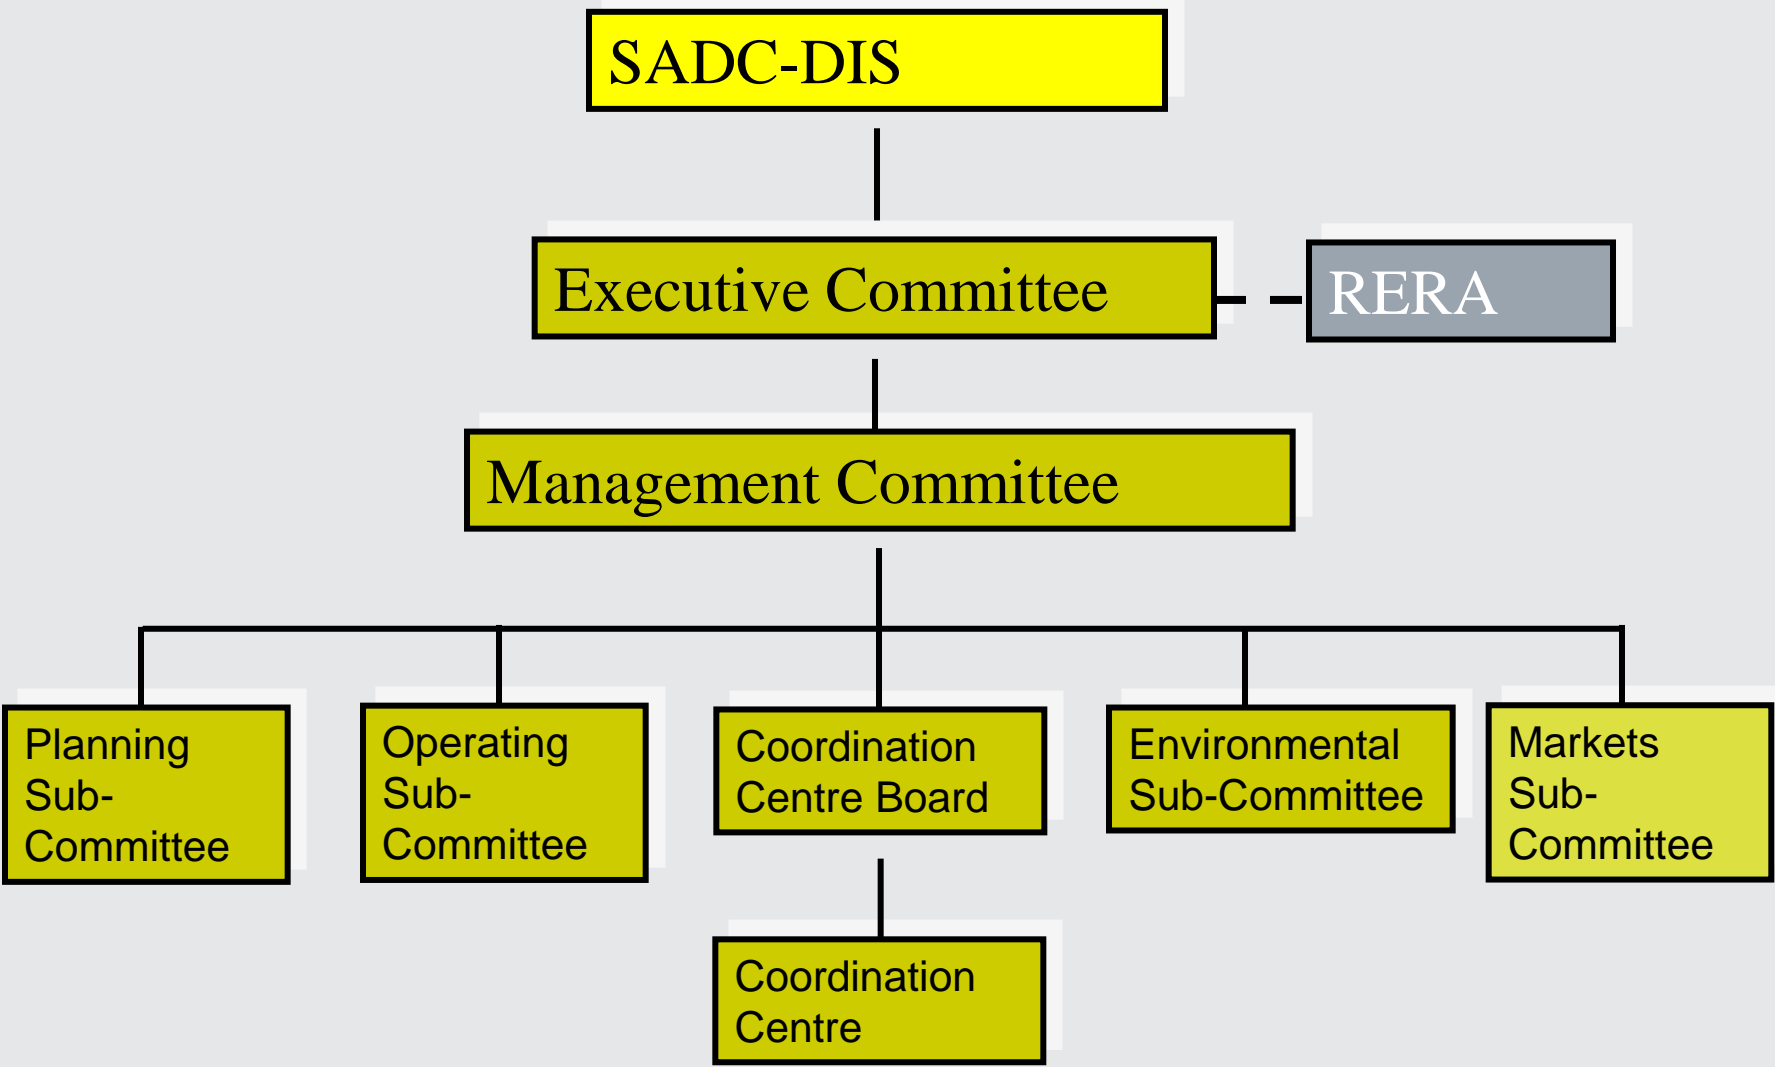 SADC-DIS
Executive Committee
RERA
Management Committee
Planning
Sub-
Committee
Operating
Sub-
Committee
Coordination
Centre Board
Environmental
Sub-Committee
Markets
Sub-
Committee
Coordination
Centre